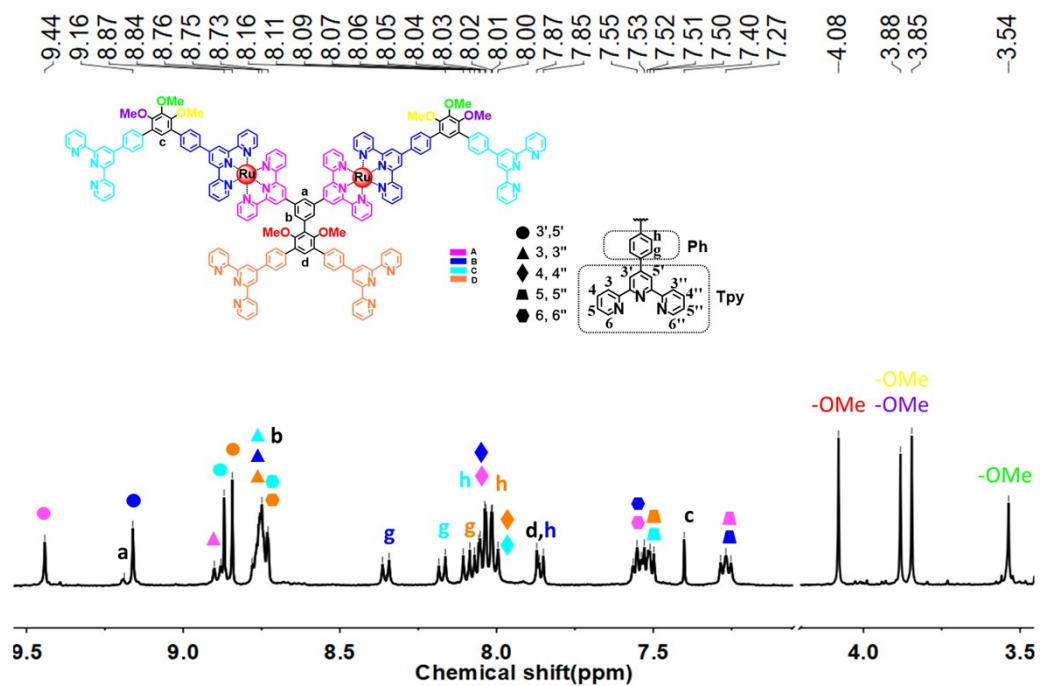 9.44 9.16 8.87 8.84 8.76 8.75 8.73 8.16 8.11 8.09 8.07 8.06 8.05 8.04 8.03 8.02 8.01 8.00 7.87 7.85 7.55 7.53 7.52 7.51 7.50 7.40 7.27 4.08 3.88 3.85 3.54
OMe OMe
MeO OMe MeO OMe
c
N N N N N N N N
Ru Ru
N N N N N N N N
N N
a
b
MeO OMe
d
N N N N N N
A
B
C
D
3',5'
3, 3"
4, 4"
5, 5"
6, 6"
h
g
Ph
3' 5'
3 3''
4 N 4''
5 N N 5''
6 6''
Tpy
-OMe
-OMe -OMe
-OMe
b
h h
a g g g d,h c
9.5 9.0 8.5 8.0 7.5 4.0 3.5
Chemical shift(ppm)